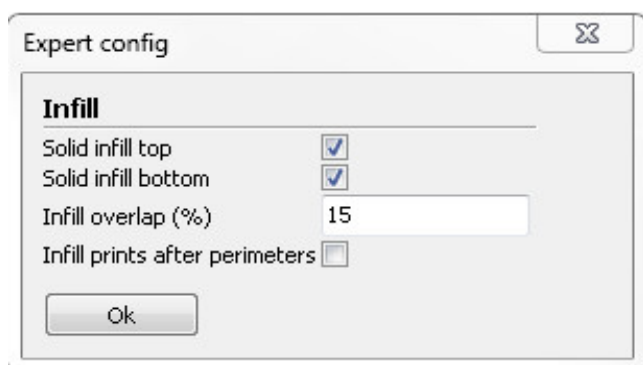 Expert config
Infill
Solid infill top
Solid infill bottom
Infill overlap (%) 15
Infill prints after perimeters
Ok